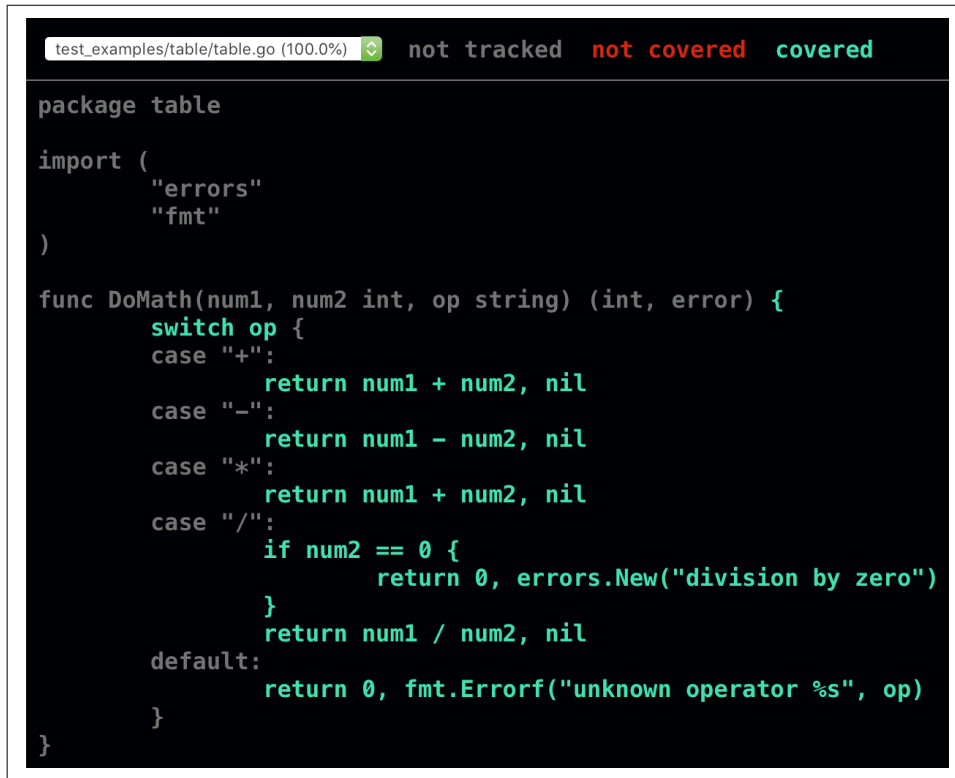 test_examples/table/table.go (100.0%) not tracked not covered covered
package table
import (
"errors"
"fmt"
)
func DoMath(num1, num2 int, op string) (int, error) {
switch op {
case "+":
return num1 + num2, nil
case "-":
return num1 - num2, nil
case "*":
return num1 + num2, nil
case "/":
if num2 == 0 {
return 0, errors.New("division by zero")
}
return num1 / num2, nil
default:
return 0, fmt.Errorf("unknown operator %s", op)
}
}